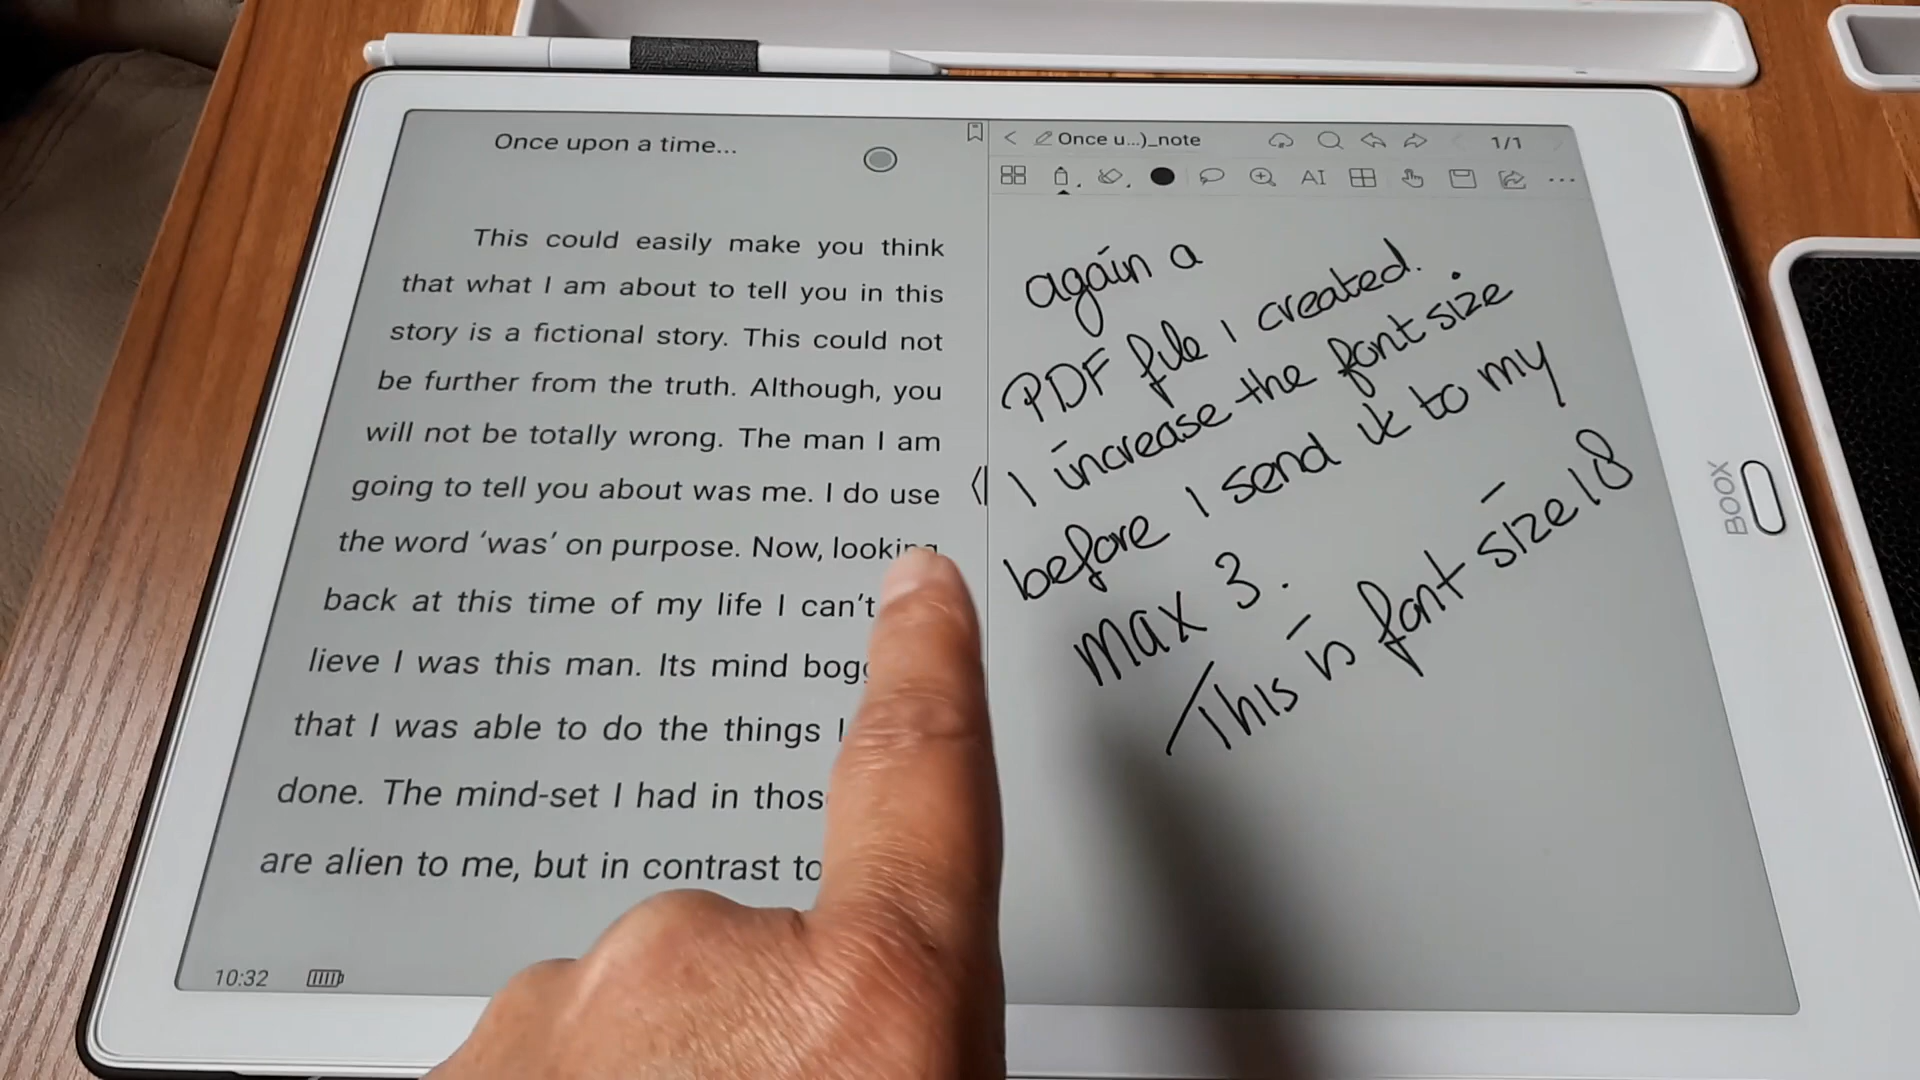 Once upon a time...
This could easily make you think
that what I am about to tell you in this
story is a fictional story. This could not
be further from the truth. Although, you
will not be totally wrong. The man I am
going to tell you about was me. I do use
the word ‘was’ on purpose. Now, looking
back at this time of my life I can’t
lieve I was this man. Its mind bogg
that I was able to do the things I
done. The mind-set I had in thos
are alien to me, but in contrast to
10:32
Once u...)_note
1/1
AI
again a
PDF file I created.
I increase the font size
before I send it to my
max 3.
This is font size 18
BOOX